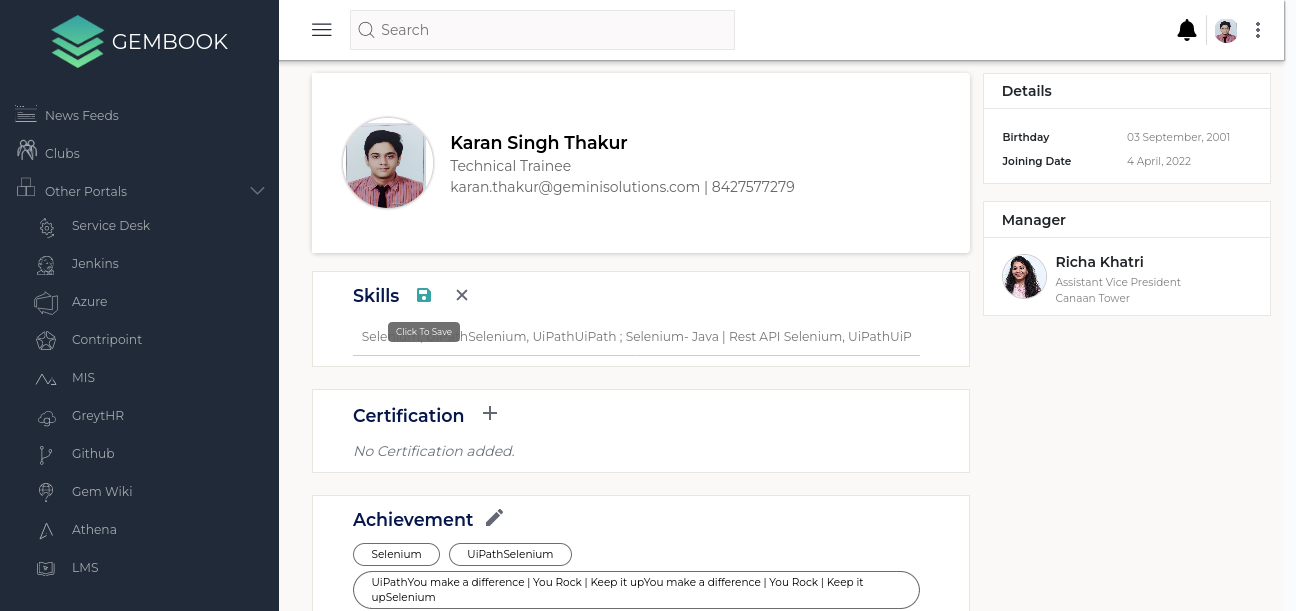 GEMBOOK
Search
News Feeds
Clubs
Other Portals
Service Desk
Jenkins
Azure
Contripoint
MIS
GreytHR
Github
Gem Wiki
Athena
LMS
Karan Singh Thakur
Technical Trainee
karan.thakur@geminisolutions.com | 8427577279
Skills
Click To Save
hSelenium, UiPathUiPath ; Selenium- Java | Rest API Selenium, UiPathUiP
Certification
No Certification added.
Achievement
Selenium
UiPathSelenium
UiPathYou make a difference | You Rock | Keep it upYou make a difference | You Rock | Keep it
upSelenium
Details
Birthday 03 September, 2001
Joining Date 4 April, 2022
Manager
Richa Khatri
Assistant Vice President
Canaan Tower